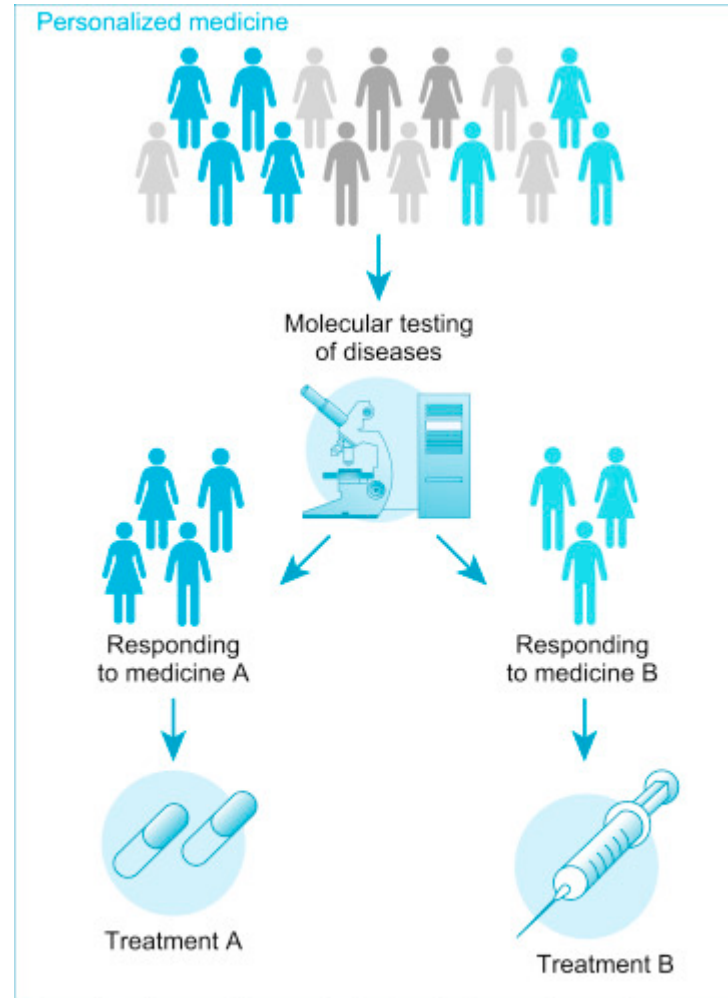 Personalized medicine
Molecular testing
of diseases
Responding
to medicine A
Responding
to medicine B
Treatment A
Treatment B